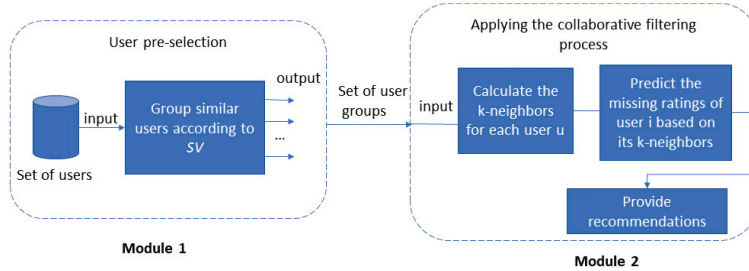 User pre-selection
input
Set of users
Group similar
users according to
SV
output
...
Module 1
Set of user
groups
Applying the collaborative filtering
process
input
Calculate the
k-neighbors
for each user u
Predict the
missing ratings of
user i based on
its k-neighbors
Provide
recommendations
Module 2